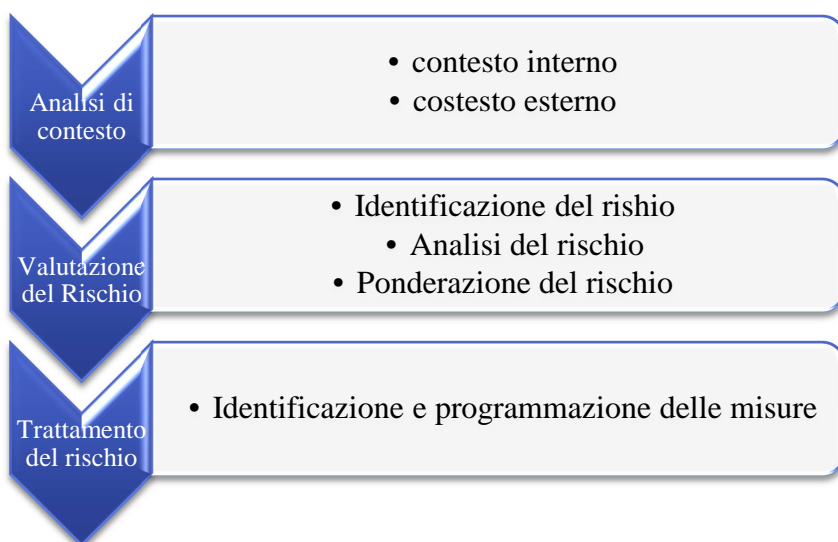 Analisi di
contesto
• contesto interno
• costesto esterno
Valutazione
del Rischio
• Identificazione del rishio
• Analisi del rischio
• Ponderazione del rischio
Trattamento
del rischio
• Identificazione e programmazione delle misure